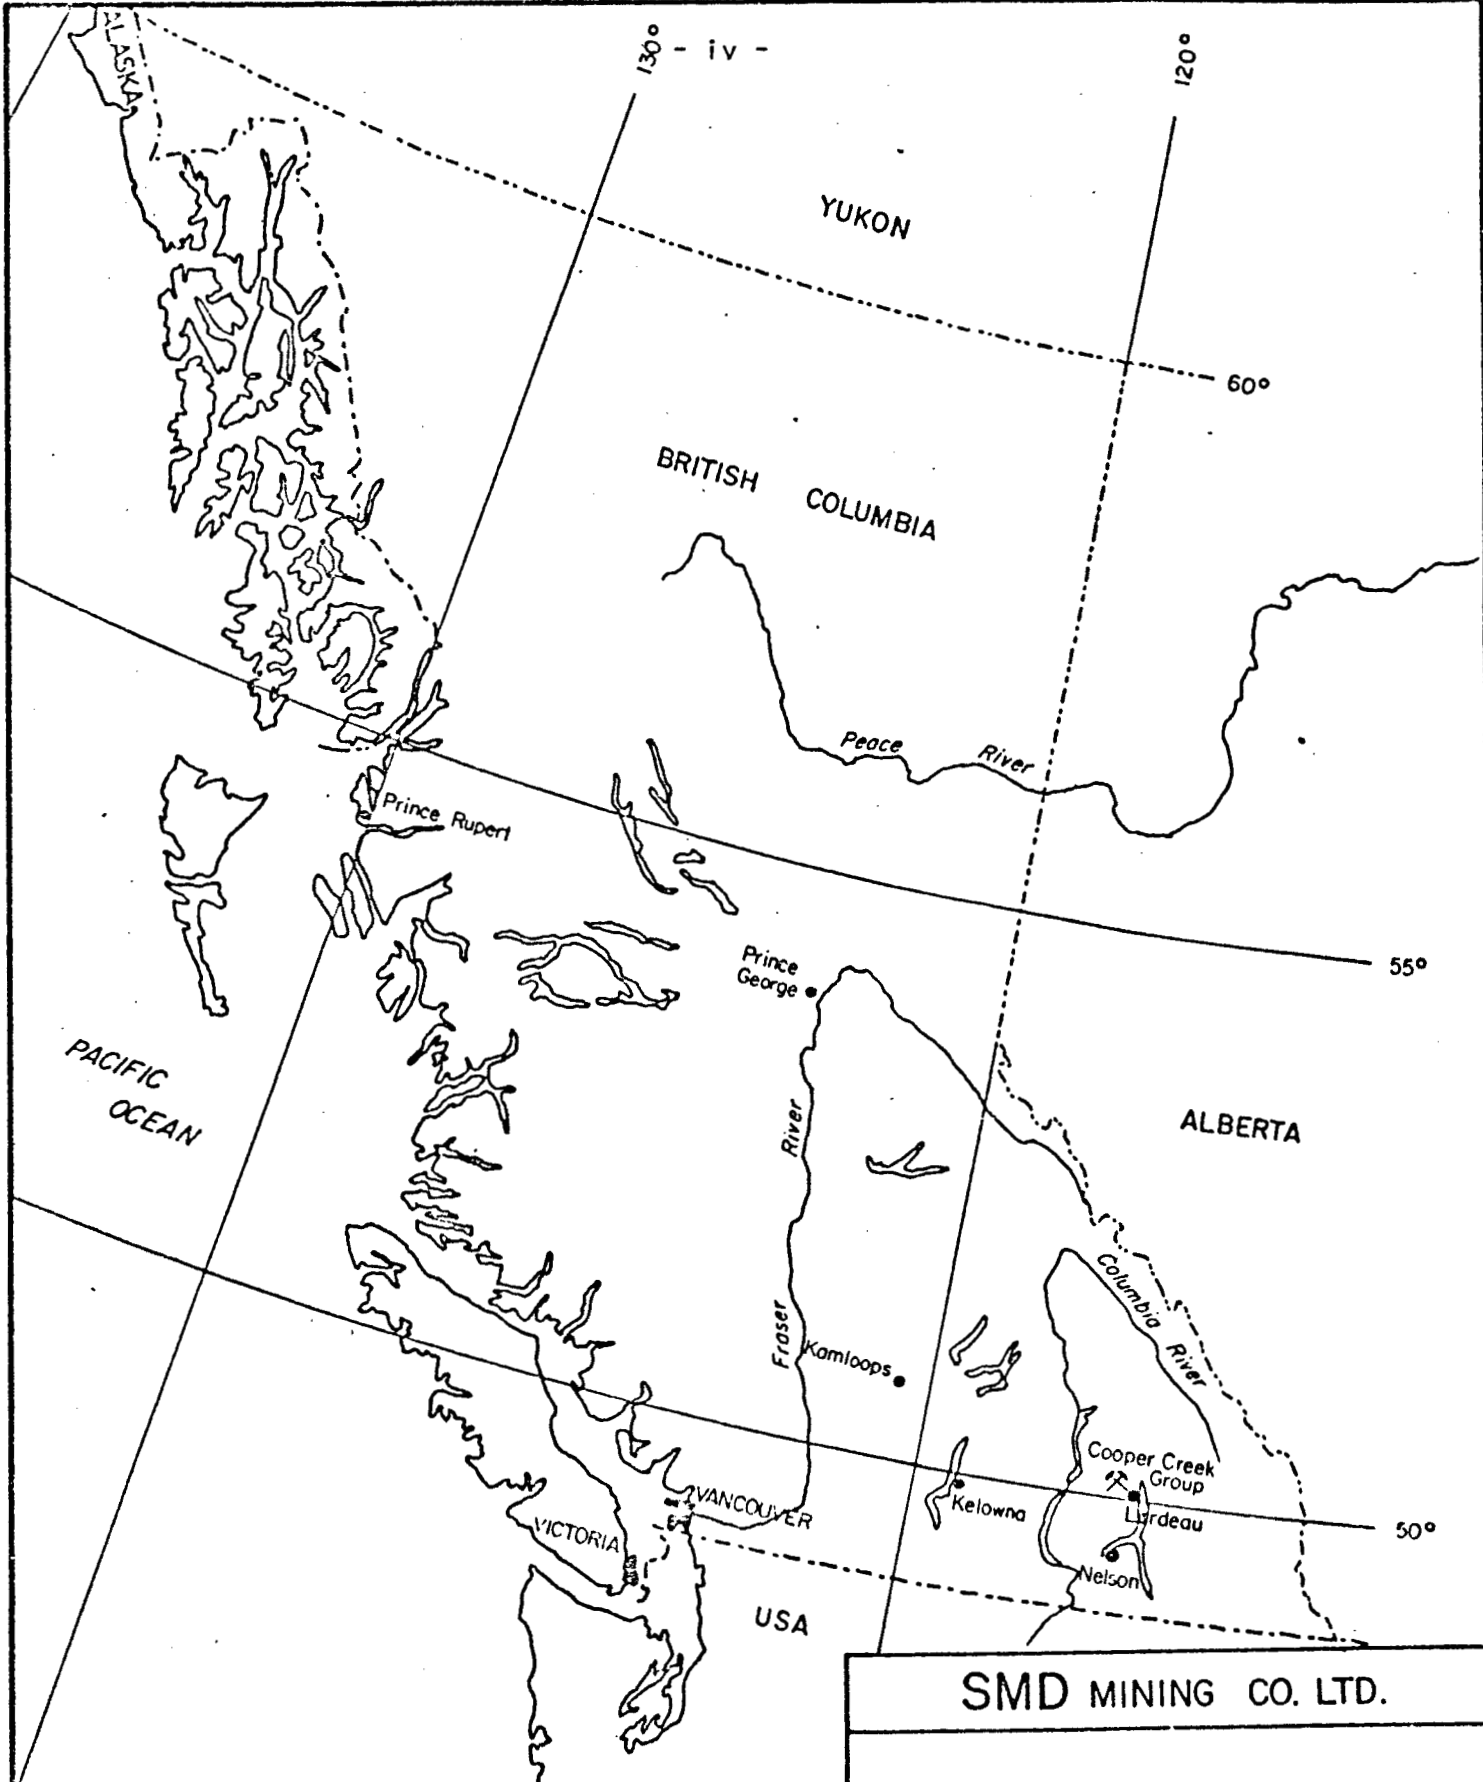 - iv -
130°
120°
ALASKA
YUKON
60°
BRITISH COLUMBIA
Peace River
Prince Rupert
Prince
George
55°
PACIFIC
OCEAN
ALBERTA
Fraser River
Columbia River
Kamloops
Cooper Creek
Group
Kelowna
Lardeau
50°
VANCOUVER
VICTORIA
Nelson
USA
SMD MINING CO. LTD.